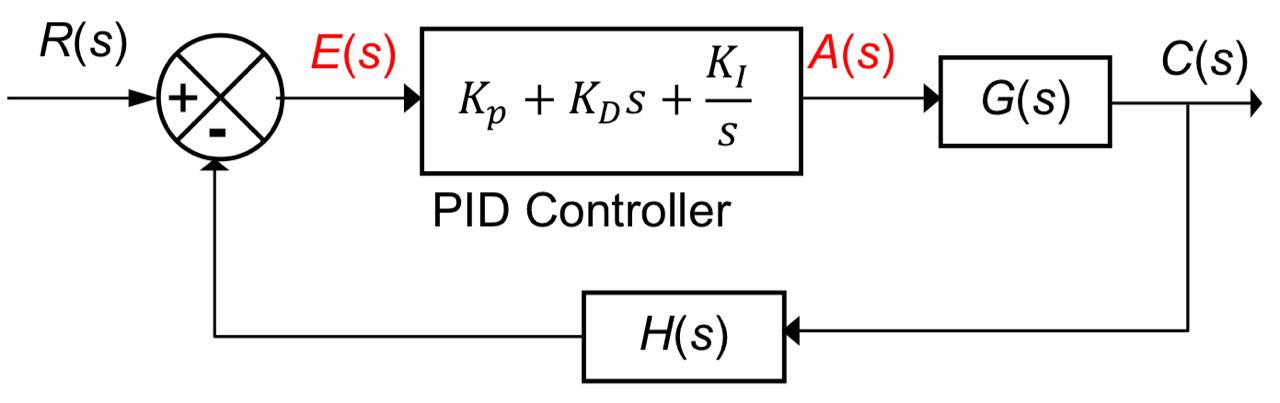 R(s)
+
-
E(s)
K_p + K_D s + K_I/s
A(s)
G(s)
C(s)
PID Controller
H(s)